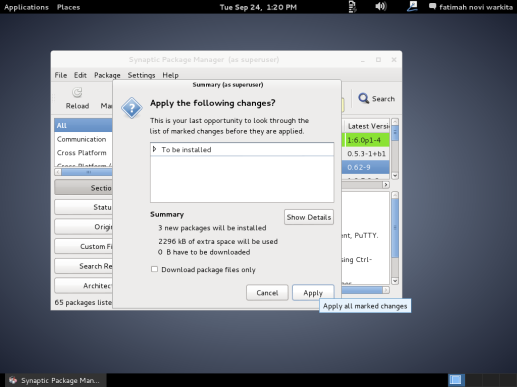 Applications Places Tue Sep 24, 1:20 PM fatimah novi warkita
Synaptic Package Manager (as superuser)
File Edit Package Settings Help
Reload
Search
Summary (as superuser)
Apply the following changes?
This is your last opportunity to look through the
list of marked changes before they are applied.
To be installed
Summary
3 new packages will be installed
2296 kB of extra space will be used
0 B have to be downloaded
Show Details
Download package files only
Cancel Apply
Apply all marked changes
All
Communication
Cross Platform
Sectio
Statu
Origi
Custom Fi
Search Re
Architec
65 packages liste
Latest Versi
1:6.0p1-4
0.5.3-1+b1
0.62-9
nt, PuTTY.
sing Ctrl-
Synaptic Package Man...